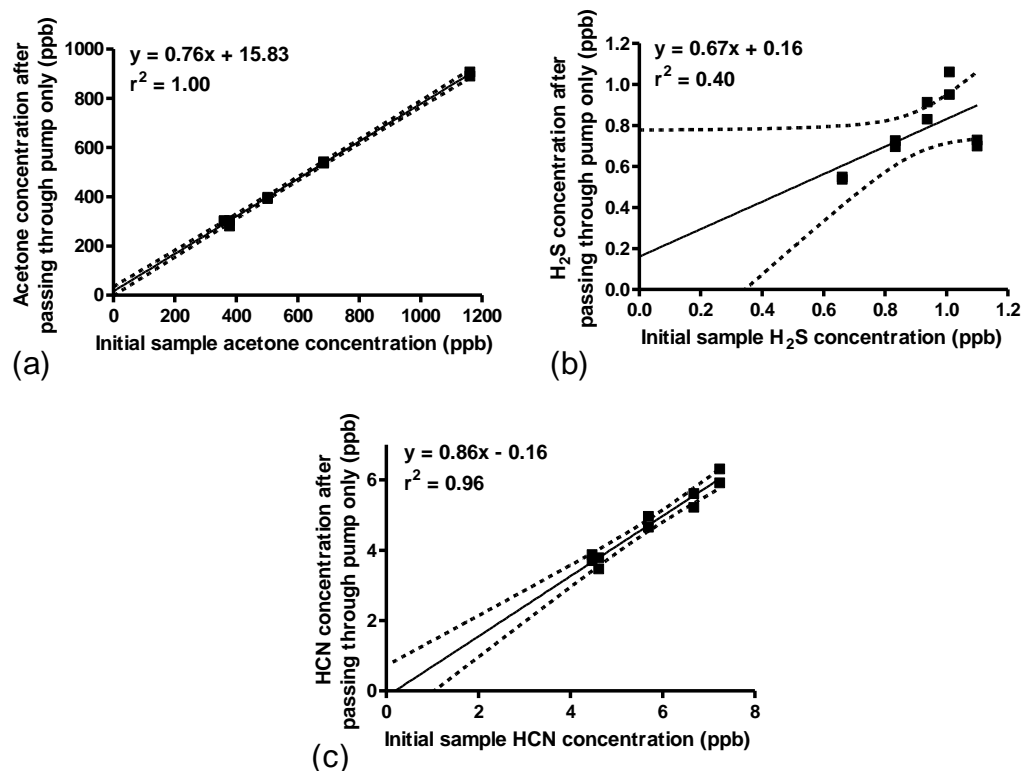 Acetone concentration after
passing through pump only (ppb)
y = 0.76x + 15.83
r² = 1.00
1000
800
600
400
200
0
0 200 400 600 800 1000 1200
Initial sample acetone concentration (ppb)
(a)
H₂S concentration after
passing through pump only (ppb)
y = 0.67x + 0.16
r² = 0.40
1.2
1.0
0.8
0.6
0.4
0.2
0.0
0.0 0.2 0.4 0.6 0.8 1.0 1.2
Initial sample H₂S concentration (ppb)
(b)
HCN concentration after
passing through pump only (ppb)
y = 0.86x - 0.16
r² = 0.96
6
4
2
0
0 2 4 6 8
Initial sample HCN concentration (ppb)
(c)